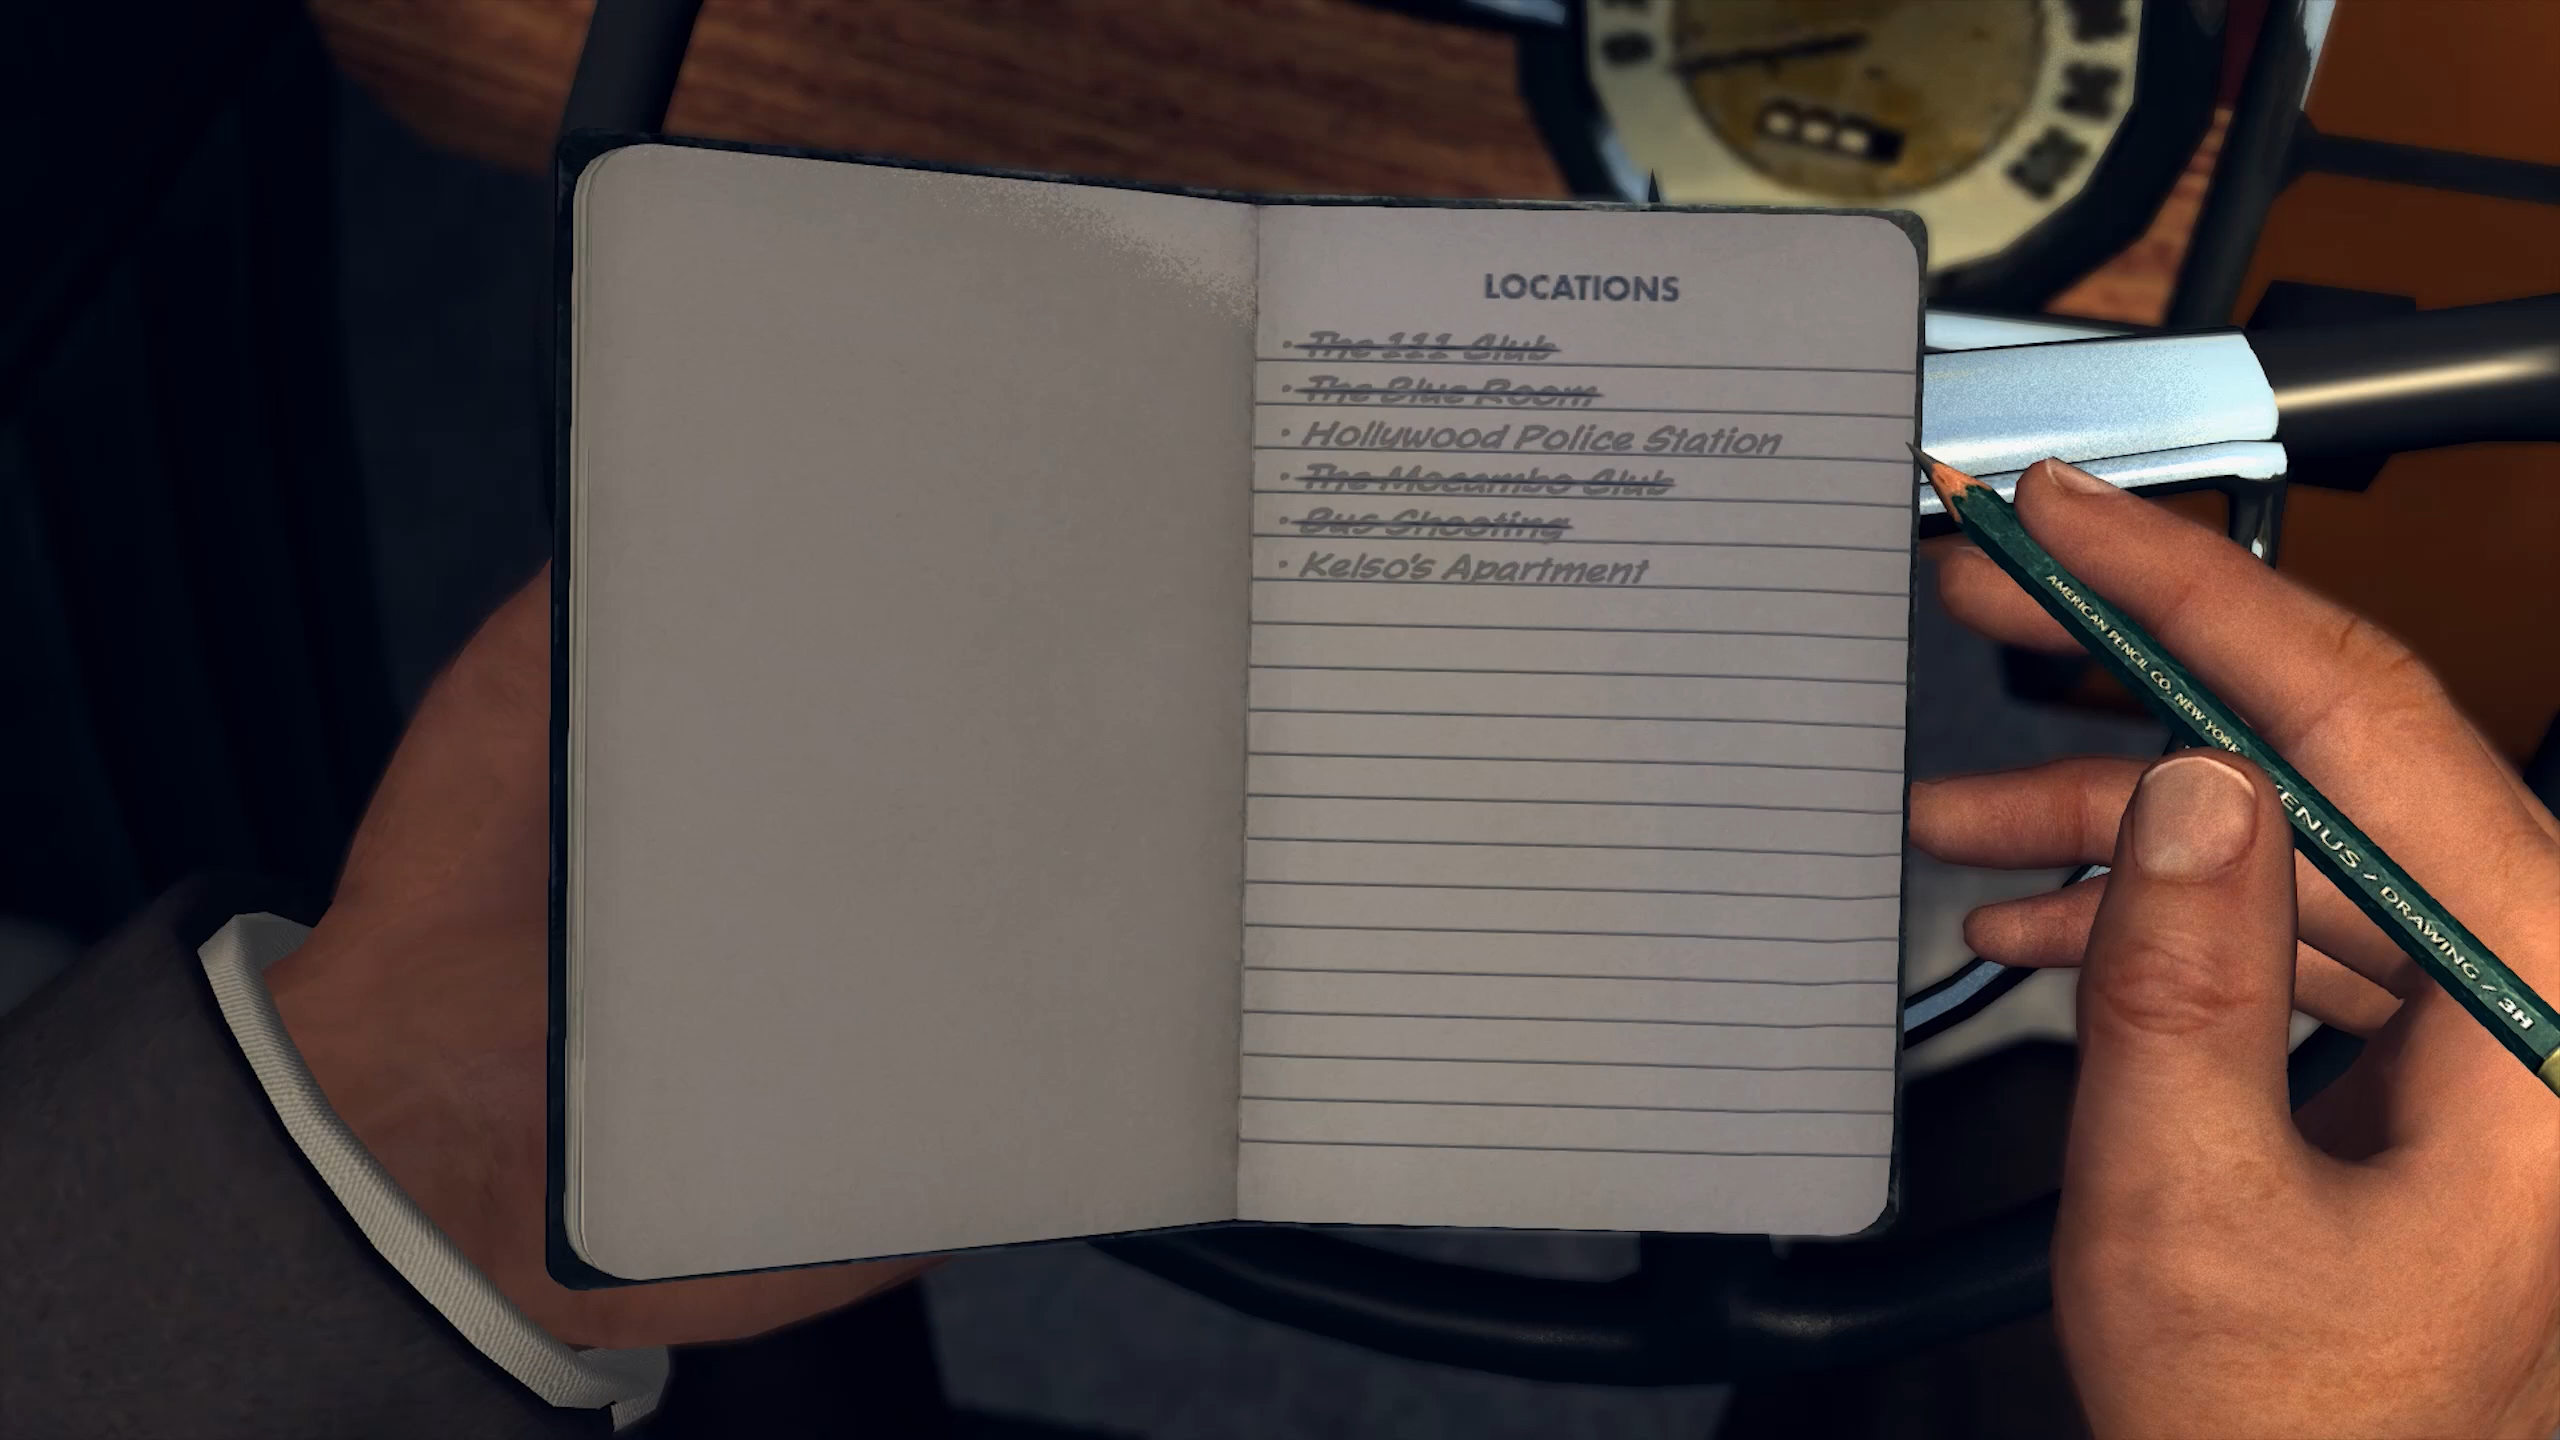 LOCATIONS
• The 111 Club
• The Blue Room
• Hollywood Police Station
• The Mocambo Club
• Bus Shooting
• Kelso's Apartment
AMERICAN PENCIL CO. NEW YORK
VENUS / DRAWING / 3H